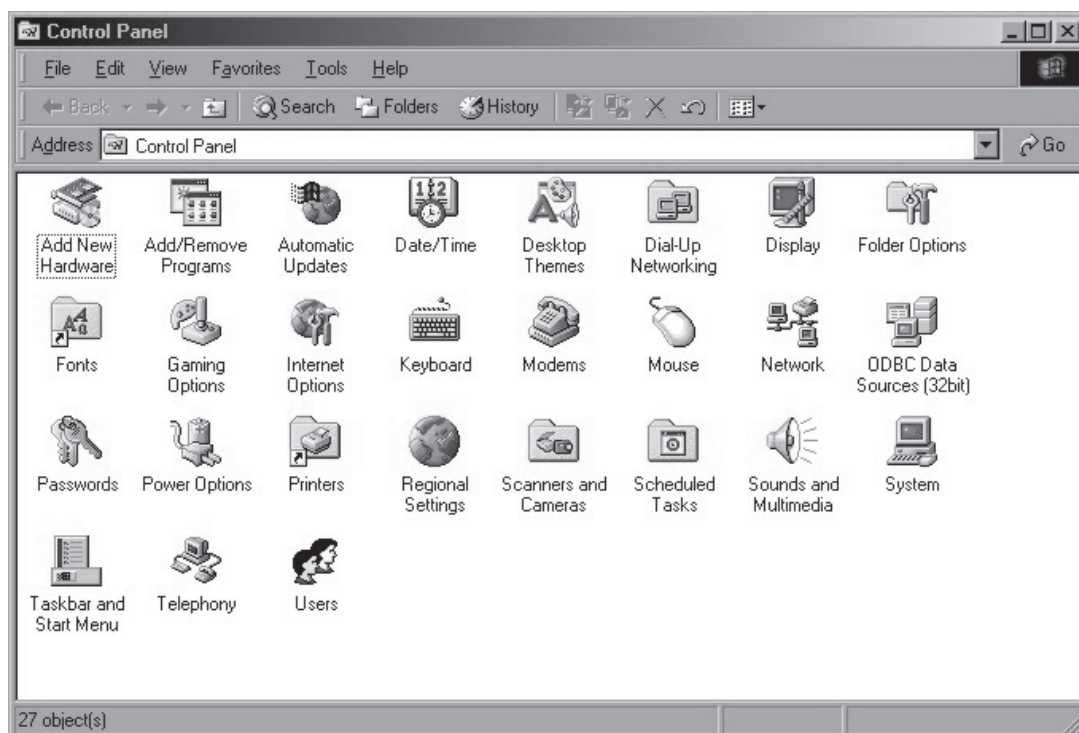 Control Panel
File Edit View Favorites Tools Help
Back Search Folders History
Address Control Panel Go
Add New Hardware
Add/Remove Programs
Automatic Updates
Date/Time
Desktop Themes
Dial-Up Networking
Display
Folder Options
Fonts
Gaming Options
Internet Options
Keyboard
Modems
Mouse
Network
ODBC Data Sources (32bit)
Passwords
Power Options
Printers
Regional Settings
Scanners and Cameras
Scheduled Tasks
Sounds and Multimedia
System
Taskbar and Start Menu
Telephony
Users
27 object(s)